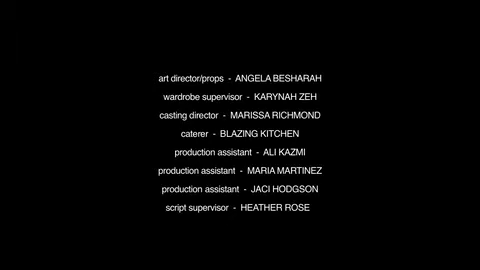 art director/props - ANGELA BESHARAH
wardrobe supervisor - KARYNAH ZEH
casting director - MARISSA RICHMOND
caterer - BLAZING KITCHEN
production assistant - ALI KAZMI
production assistant - MARIA MARTINEZ
production assistant - JACI HODGSON
script supervisor - HEATHER ROSE